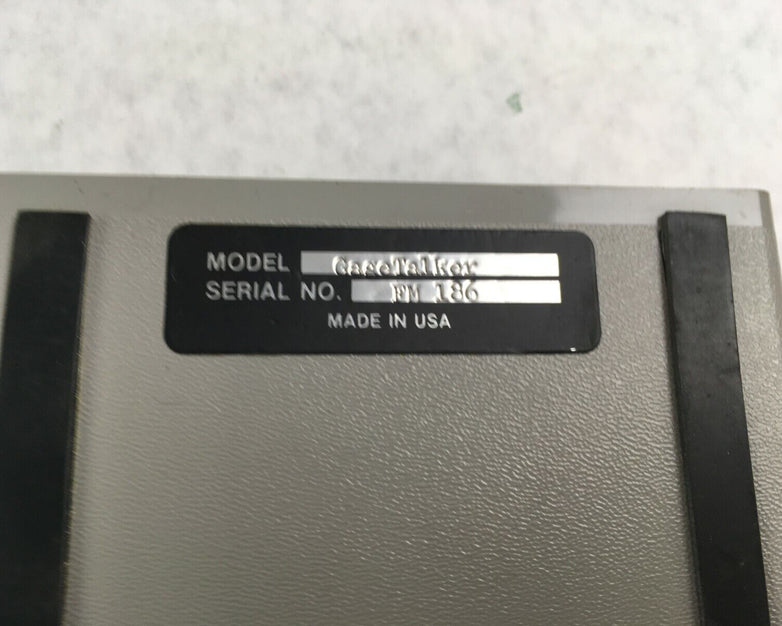 MODEL CaseTalker
SERIAL NO. FM 186
MADE IN USA